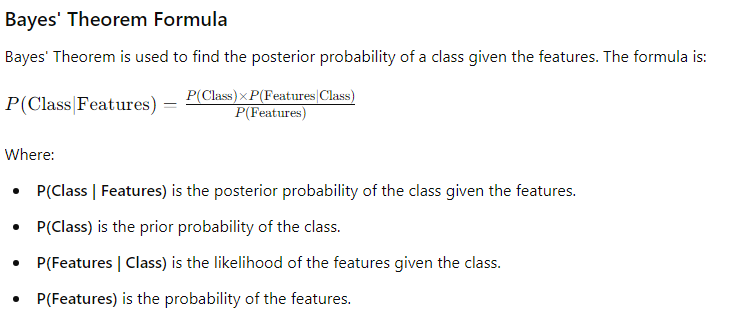 Bayes' Theorem Formula
Bayes' Theorem is used to find the posterior probability of a class given the features. The formula is:
P(Class|Features) = P(Class)×P(Features|Class) / P(Features)
Where:
• P(Class | Features) is the posterior probability of the class given the features.
• P(Class) is the prior probability of the class.
• P(Features | Class) is the likelihood of the features given the class.
• P(Features) is the probability of the features.